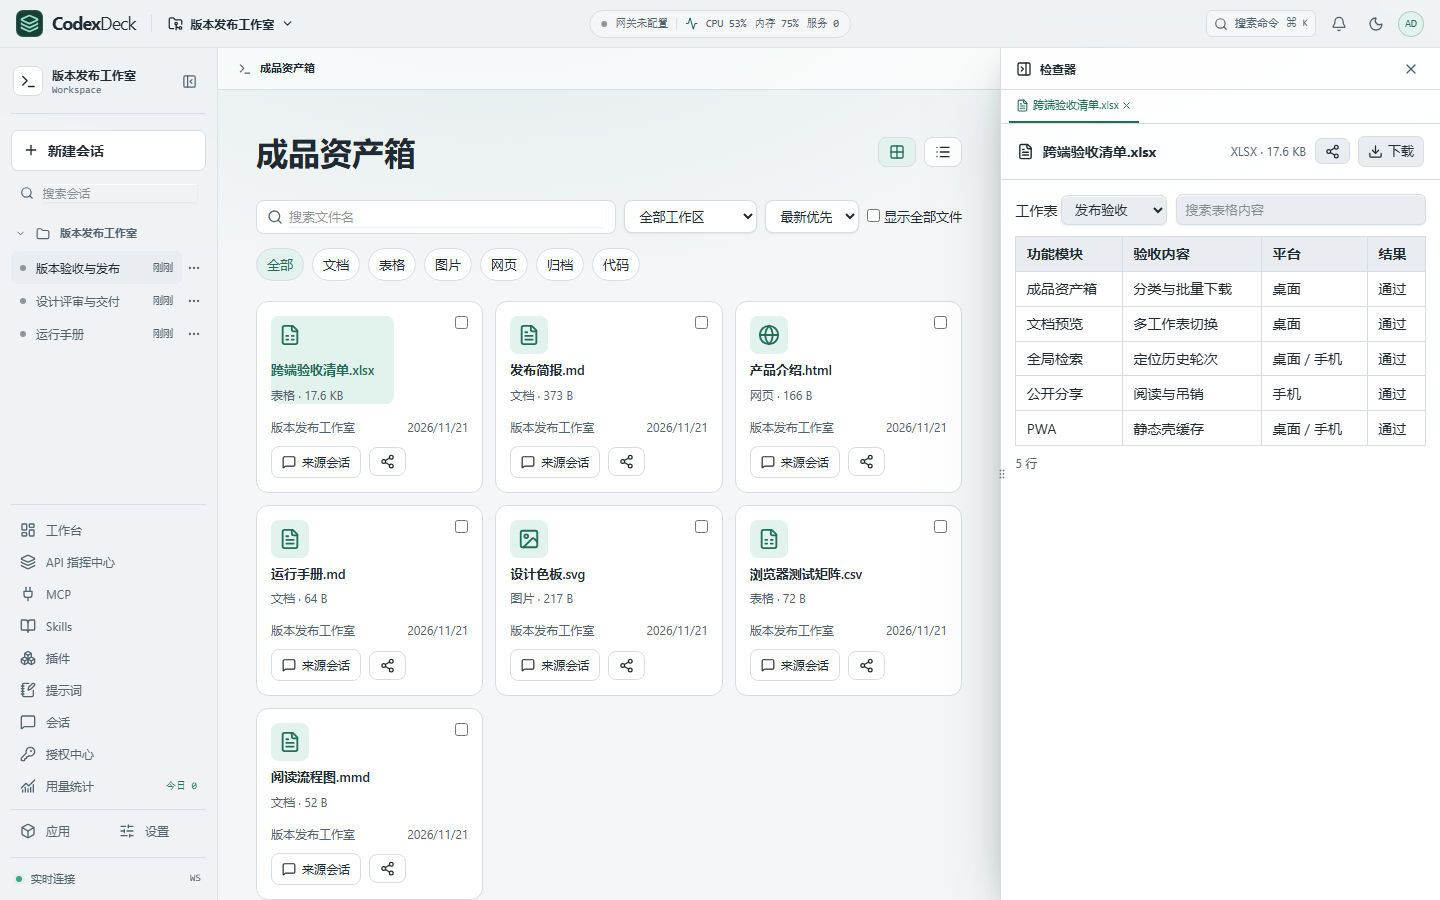 CodexDeck
版本发布工作室
网关未配置 CPU 53% 内存 75% 服务 0
搜索命令 ⌘ K
AD
版本发布工作室
Workspace
新建会话
搜索会话
版本发布工作室
版本验收与发布 刚刚
设计评审与交付 刚刚
运行手册 刚刚
工作台
API 指挥中心
MCP
Skills
插件
提示词
会话
授权中心
用量统计 今日 0
应用 设置
实时连接 WS
成品资产箱
成品资产箱
搜索文件名 全部工作区 最新优先 显示全部文件
全部 文档 表格 图片 网页 归档 代码
跨端验收清单.xlsx
表格 · 17.6 KB
版本发布工作室 2026/11/21
来源会话
发布简报.md
文档 · 373 B
版本发布工作室 2026/11/21
来源会话
产品介绍.html
网页 · 166 B
版本发布工作室 2026/11/21
来源会话
运行手册.md
文档 · 64 B
版本发布工作室 2026/11/21
来源会话
设计色板.svg
图片 · 217 B
版本发布工作室 2026/11/21
来源会话
浏览器测试矩阵.csv
表格 · 72 B
版本发布工作室 2026/11/21
来源会话
阅读流程图.mmd
文档 · 52 B
版本发布工作室 2026/11/21
来源会话
检查器
跨端验收清单.xlsx
跨端验收清单.xlsx XLSX · 17.6 KB 下载
工作表 发布验收 搜索表格内容
功能模块 验收内容 平台 结果
成品资产箱 分类与批量下载 桌面 通过
文档预览 多工作表切换 桌面 通过
全局检索 定位历史轮次 桌面 / 手机 通过
公开分享 阅读与吊销 手机 通过
PWA 静态壳缓存 桌面 / 手机 通过
5 行